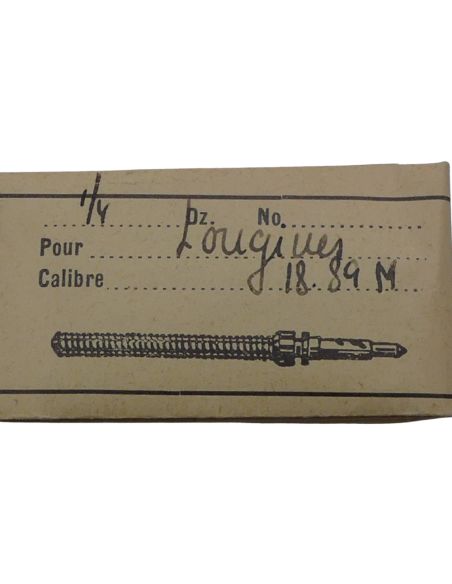 1/4 Dz. No.
Pour Longines
Calibre 18.89 M